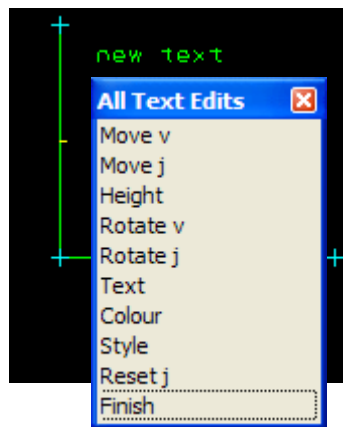 new text
All Text Edits
Move v
Move j
Height
Rotate v
Rotate j
Text
Colour
Style
Reset j
Finish